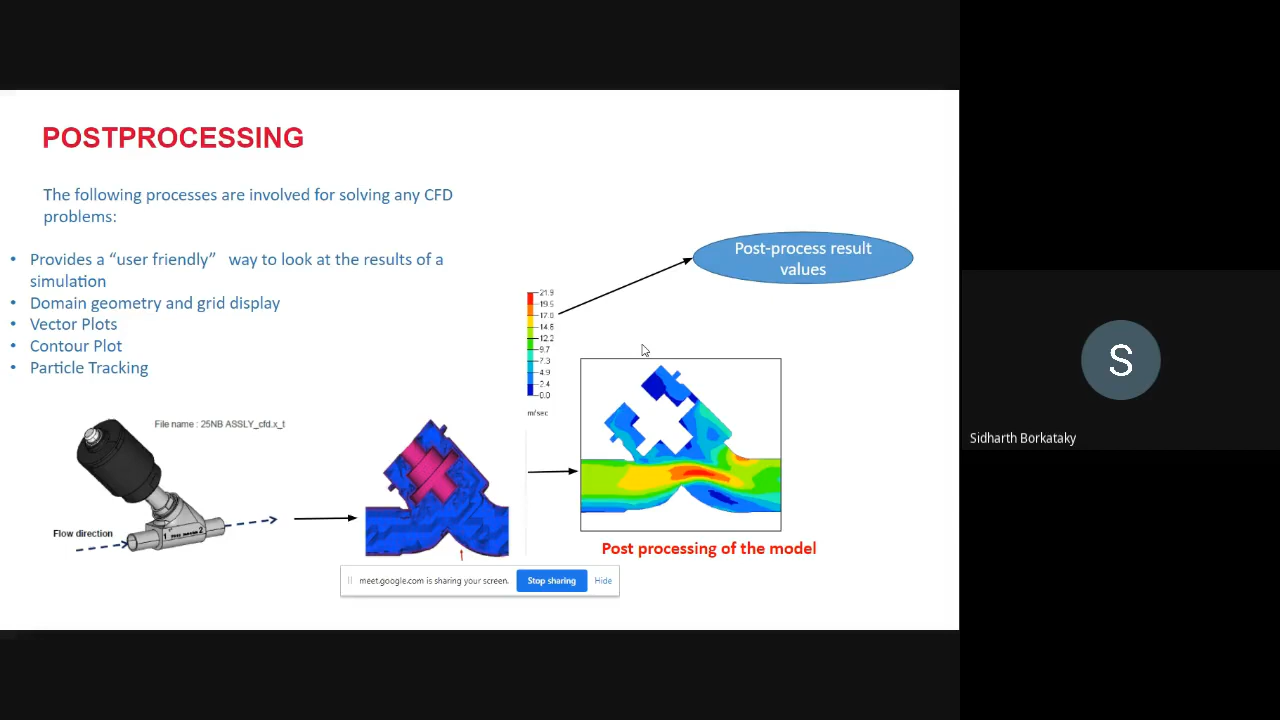 POSTPROCESSING
The following processes are involved for solving any CFD
problems:
• Provides a “user friendly” way to look at the results of a
simulation
• Domain geometry and grid display
• Vector Plots
• Contour Plot
• Particle Tracking
Post-process result
values
21.9
19.5
17.0
14.6
12.2
9.7
7.3
4.9
2.4
0.0
m/sec
File name : 25NB ASSLY_cfd.x_t
Flow direction
1
2
Post processing of the model
meet.google.com is sharing your screen.
Stop sharing
Hide
S
Sidharth Borkataky